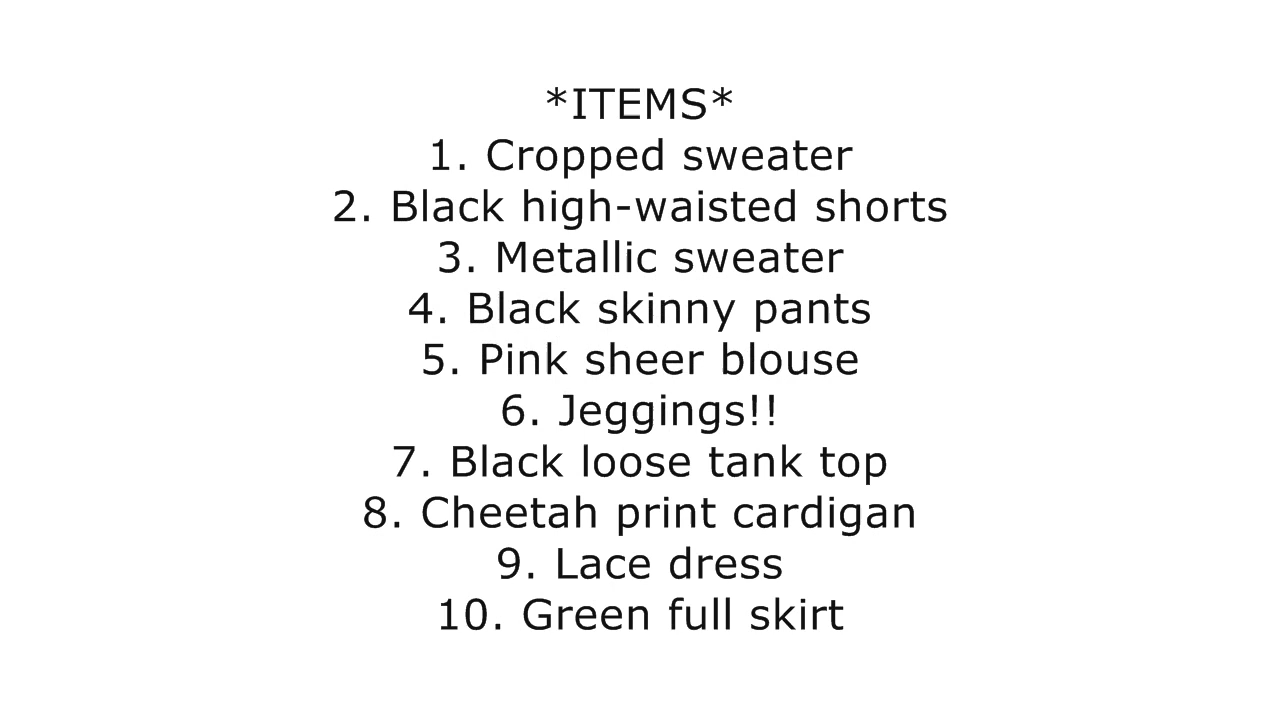 *ITEMS*
1. Cropped sweater
2. Black high-waisted shorts
3. Metallic sweater
4. Black skinny pants
5. Pink sheer blouse
6. Jeggings!!
7. Black loose tank top
8. Cheetah print cardigan
9. Lace dress
10. Green full skirt